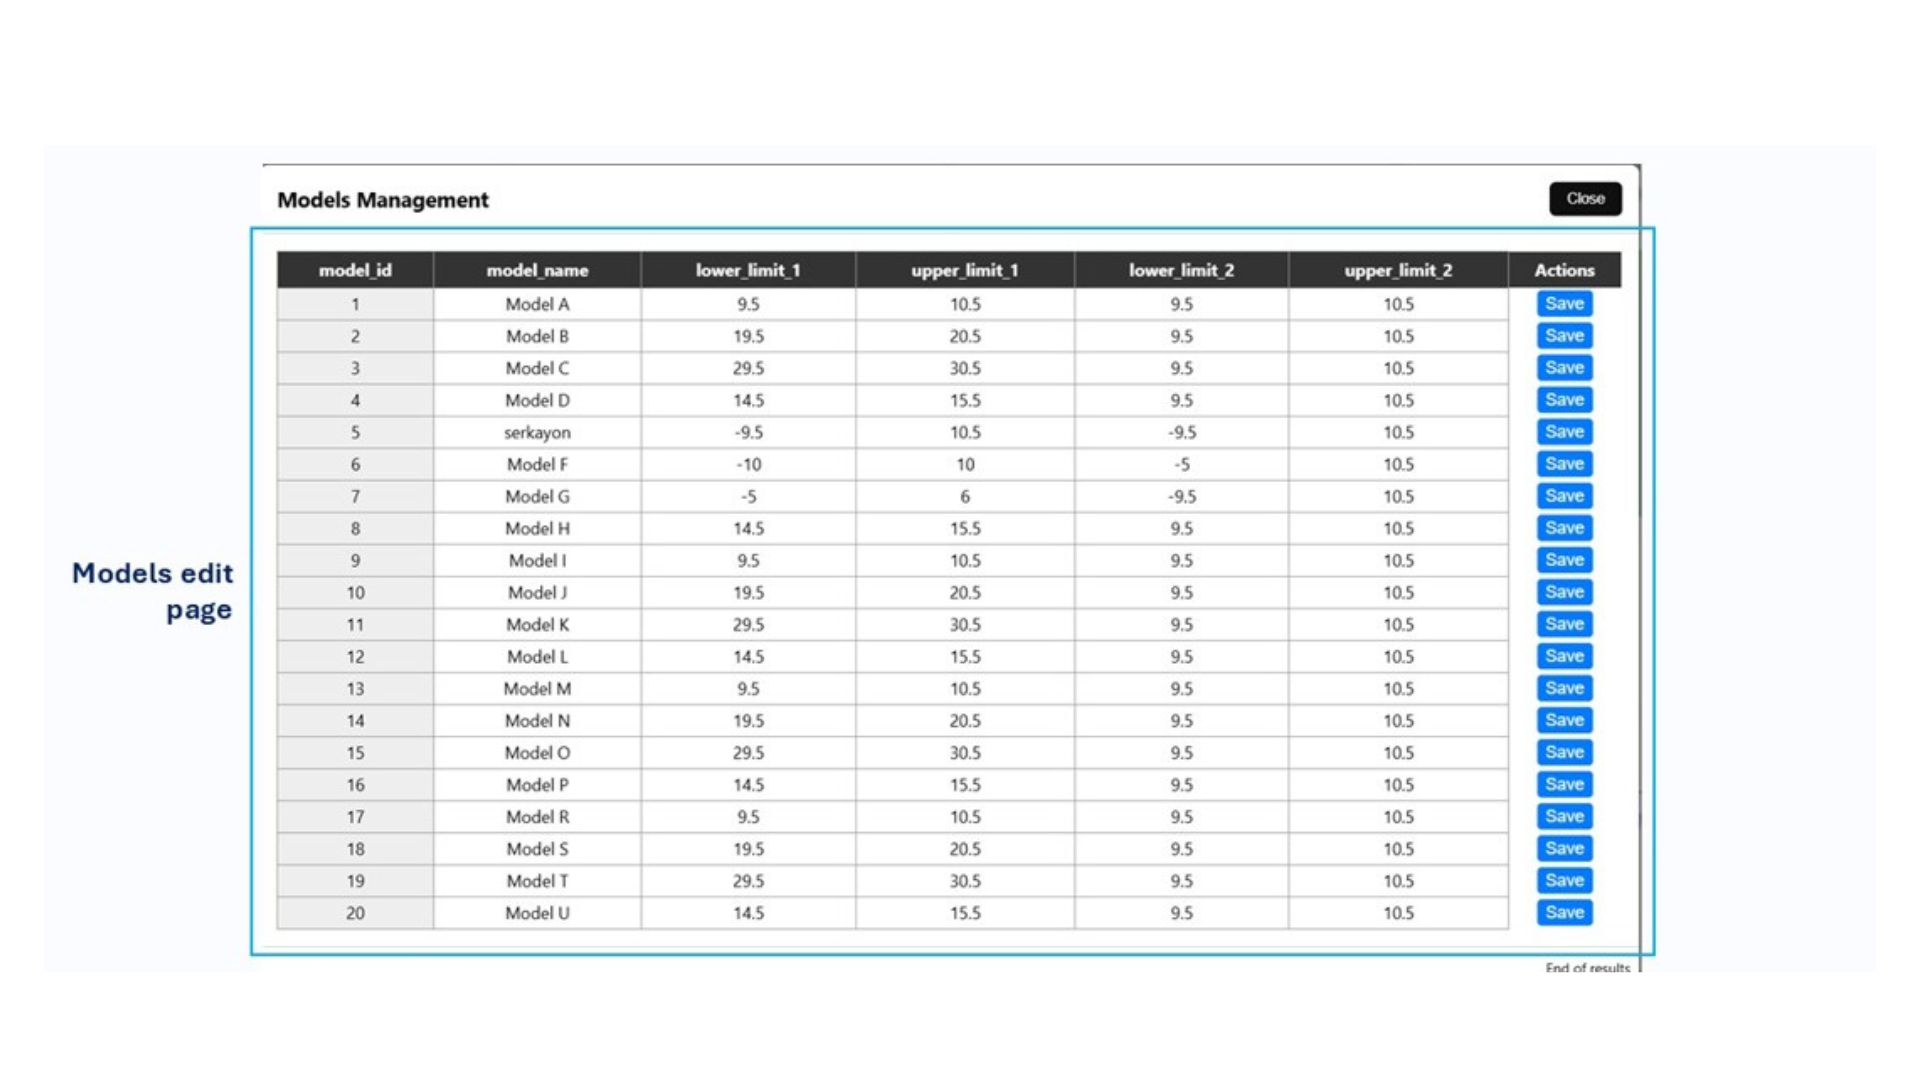 Models Management
Close
model_id model_name lower_limit_1 upper_limit_1 lower_limit_2 upper_limit_2 Actions
1 Model A 9.5 10.5 9.5 10.5 Save
2 Model B 19.5 20.5 9.5 10.5 Save
3 Model C 29.5 30.5 9.5 10.5 Save
4 Model D 14.5 15.5 9.5 10.5 Save
5 serkayon -9.5 10.5 -9.5 10.5 Save
6 Model F -10 10 -5 10.5 Save
7 Model G -5 6 -9.5 10.5 Save
8 Model H 14.5 15.5 9.5 10.5 Save
9 Model I 9.5 10.5 9.5 10.5 Save
10 Model J 19.5 20.5 9.5 10.5 Save
11 Model K 29.5 30.5 9.5 10.5 Save
12 Model L 14.5 15.5 9.5 10.5 Save
13 Model M 9.5 10.5 9.5 10.5 Save
14 Model N 19.5 20.5 9.5 10.5 Save
15 Model O 29.5 30.5 9.5 10.5 Save
16 Model P 14.5 15.5 9.5 10.5 Save
17 Model R 9.5 10.5 9.5 10.5 Save
18 Model S 19.5 20.5 9.5 10.5 Save
19 Model T 29.5 30.5 9.5 10.5 Save
20 Model U 14.5 15.5 9.5 10.5 Save
End of results
Models edit
page